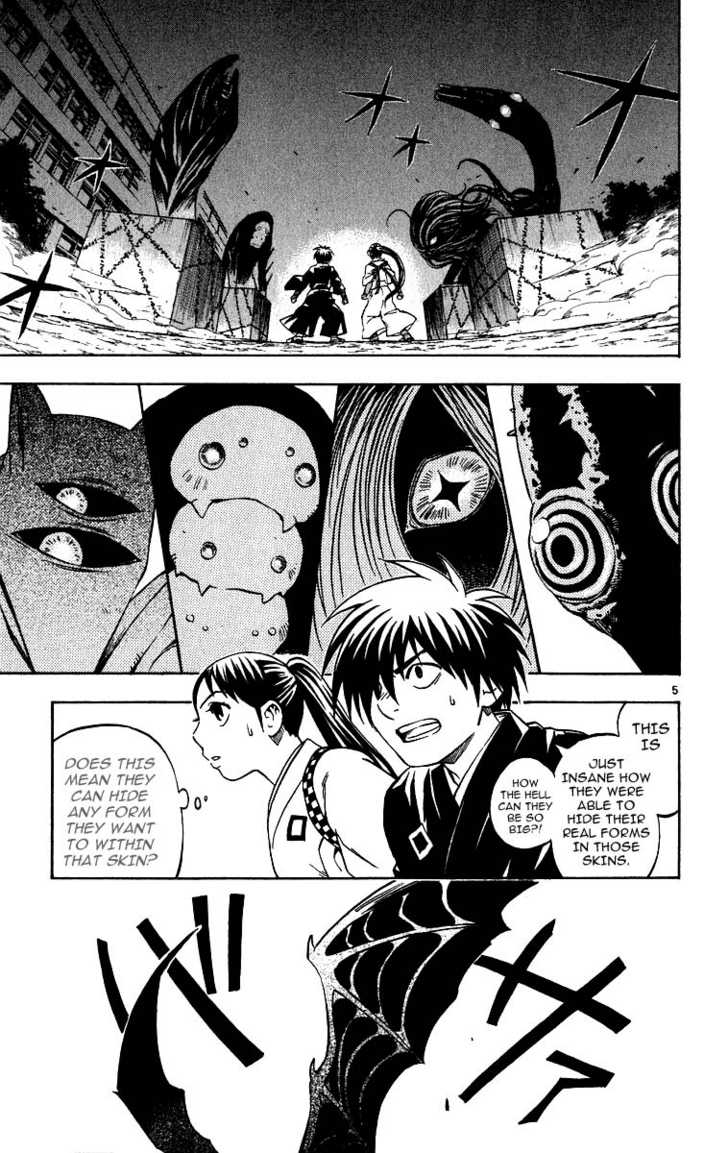 5
THIS
IS
JUST
INSANE HOW
THEY WERE
ABLE TO
HIDE THEIR
REAL FORMS
IN THOSE
SKINS.
HOW
THE HELL
CAN THEY
BE SO
BIG?!
DOES THIS
MEAN THEY
CAN HIDE
ANY FORM
THEY WANT
TO WITHIN
THAT SKIN?